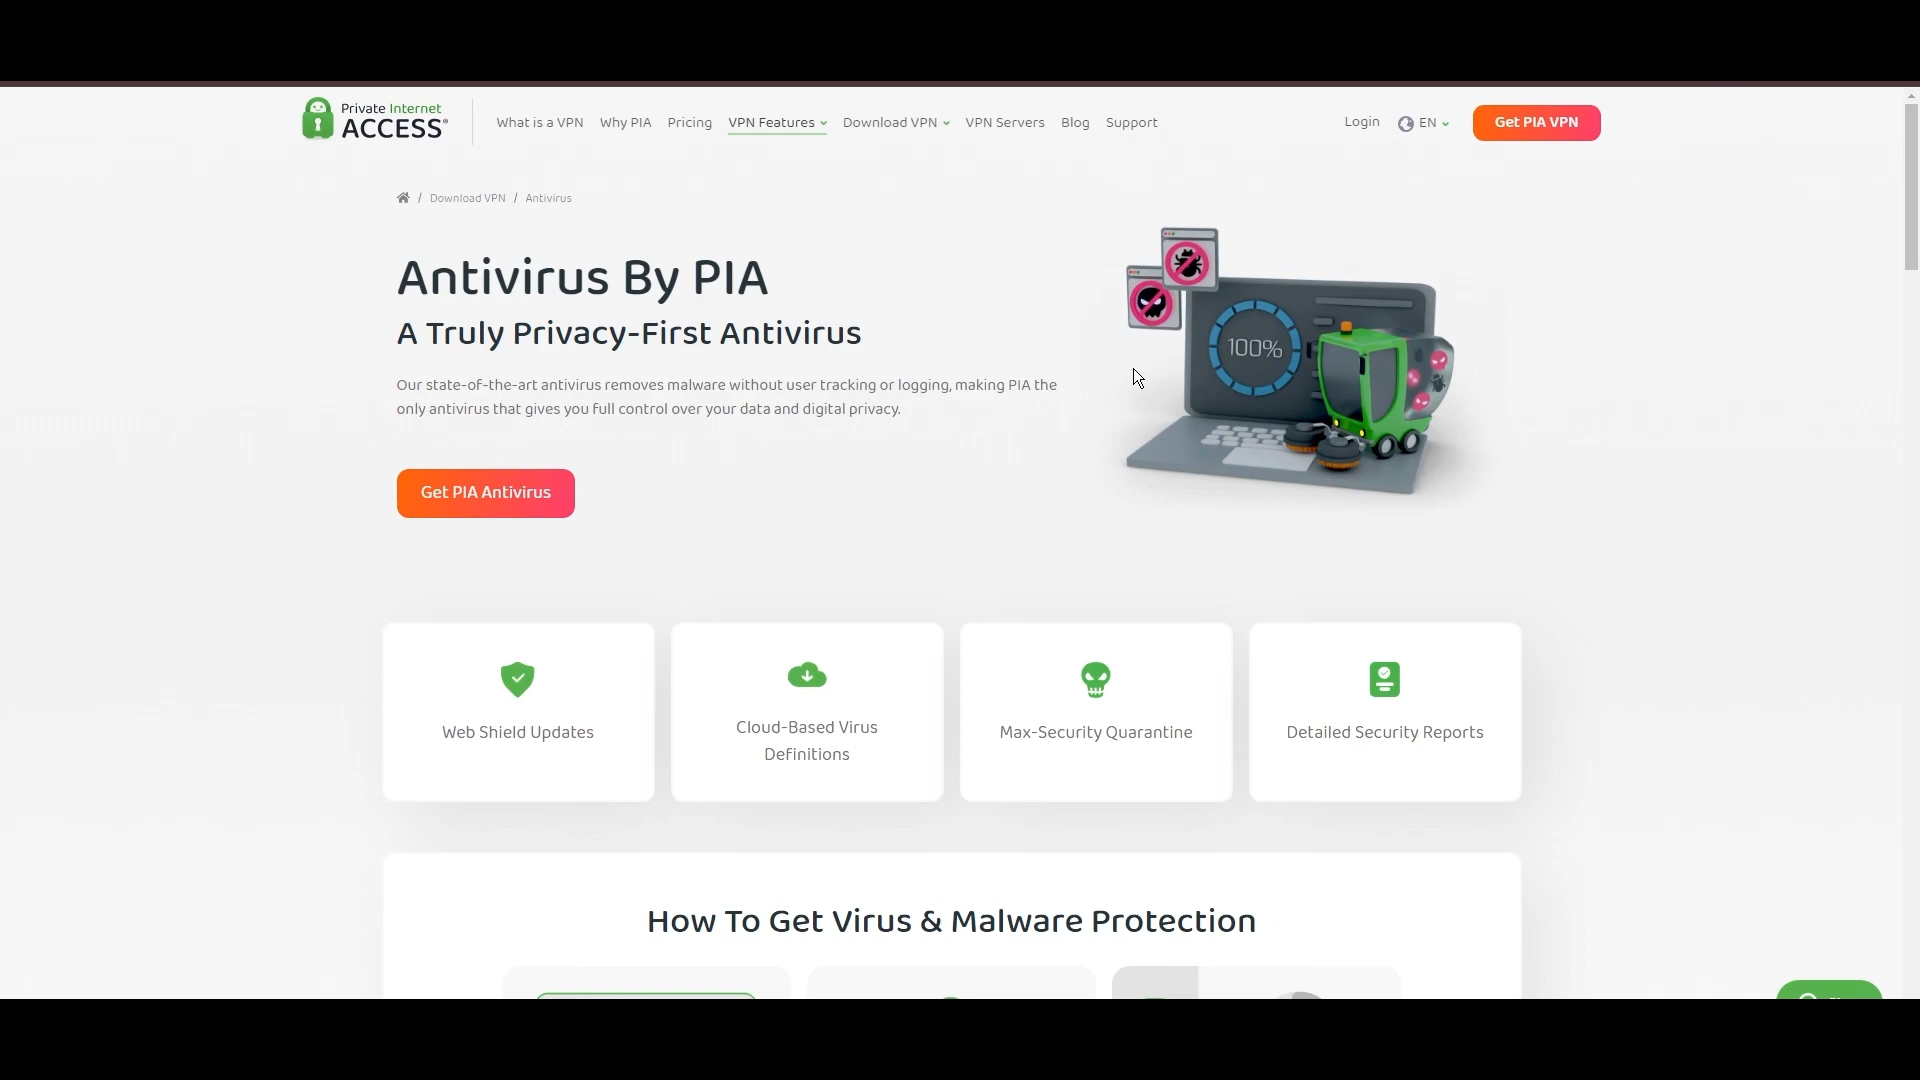 Private Internet
ACCESS®
What is a VPN
Why PIA
Pricing
VPN Features
Download VPN
VPN Servers
Blog
Support
Login
EN
Get PIA VPN
/ Download VPN / Antivirus
Antivirus By PIA
A Truly Privacy-First Antivirus
Our state-of-the-art antivirus removes malware without user tracking or logging, making PIA the
only antivirus that gives you full control over your data and digital privacy.
Get PIA Antivirus
100%
Web Shield Updates
Cloud-Based Virus
Definitions
Max-Security Quarantine
Detailed Security Reports
How To Get Virus & Malware Protection